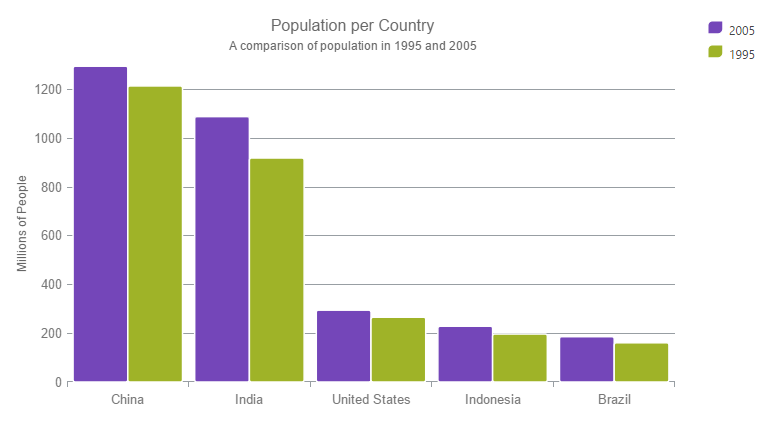 Population per Country
A comparison of population in 1995 and 2005
2005
1995
Millions of People
1200
1000
800
600
400
200
0
China India United States Indonesia Brazil